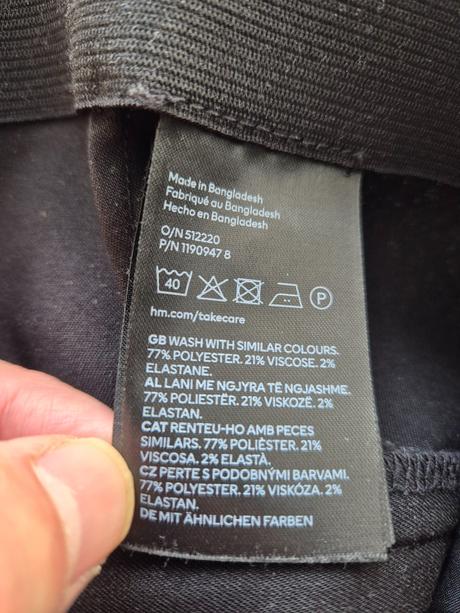 Made in Bangladesh
Fabriqué au Bangladesh
Hecho en Bangladesh
O/N 512220
P/N 1190947 8
40
P
hm.com/takecare
GB WASH WITH SIMILAR COLOURS.
77% POLYESTER. 21% VISCOSE. 2%
ELASTANE.
AL LANI ME NGJYRA TË NGJASHME.
77% POLIESTËR. 21% VISKOZË. 2%
ELASTAN.
CAT RENTEU-HO AMB PECES
SIMILARS. 77% POLIÈSTER. 21%
VISCOSA. 2% ELASTÀ.
CZ PERTE S PODOBNÝMI BARVAMI.
77% POLYESTER. 21% VISKÓZA. 2%
ELASTAN.
DE MIT ÄHNLICHEN FARBEN